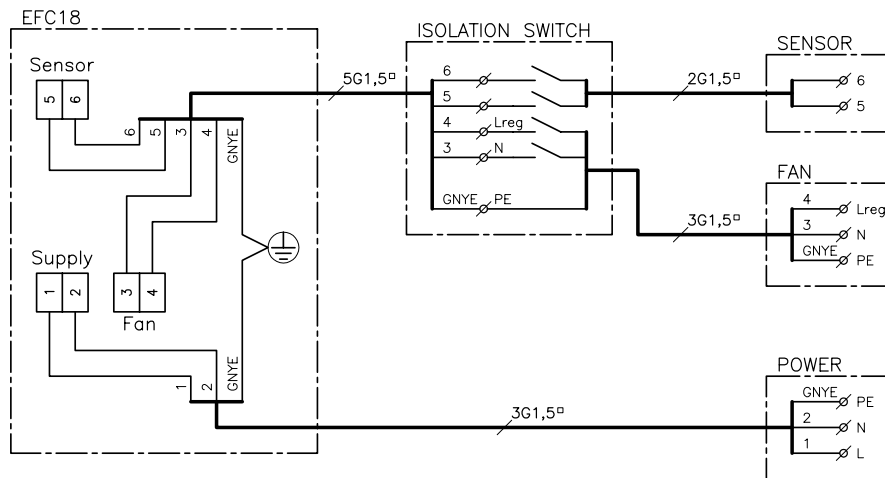 EFC18
ISOLATION SWITCH
SENSOR
Sensor
5 6
6 5 3 4 GNYE
5G1,5▫
6
5
4 Lreg
3 N
GNYE PE
2G1,5▫
6
5
FAN
4 Lreg
3 N
GNYE PE
3G1,5▫
Supply
1 2
3 4
Fan
1 2 GNYE
3G1,5▫
POWER
GNYE PE
2 N
1 L